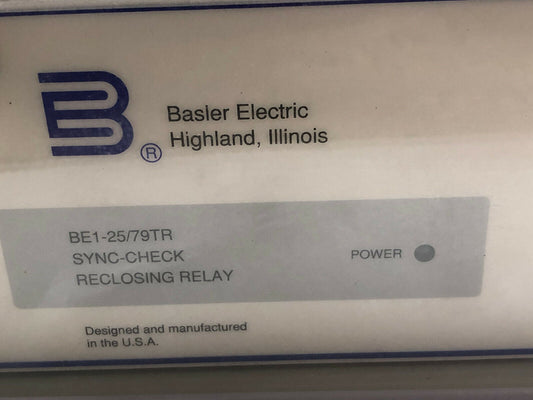 B ®
Basler Electric
Highland, Illinois
BE1-25/79TR
SYNC-CHECK
RECLOSING RELAY
POWER
Designed and manufactured
in the U.S.A.